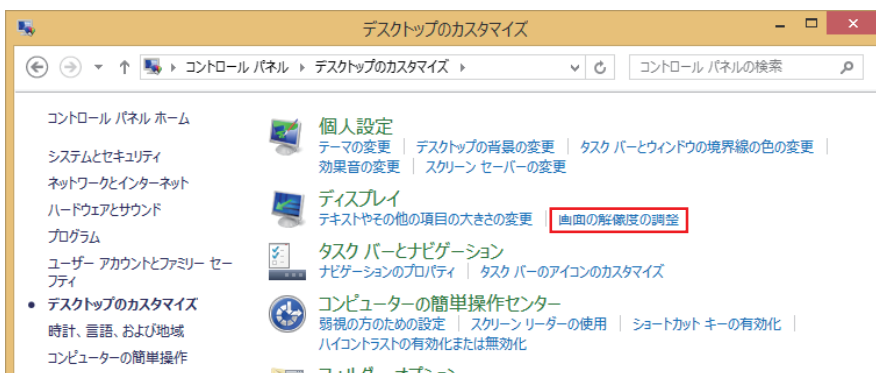 デスクトップのカスタマイズ
コントロール パネル ▸ デスクトップのカスタマイズ ▸
コントロール パネルの検索
コントロール パネル ホーム
システムとセキュリティ
ネットワークとインターネット
ハードウェアとサウンド
プログラム
ユーザー アカウントとファミリー セー
フティ
デスクトップのカスタマイズ
時計、言語、および地域
コンピューターの簡単操作
個人設定
テーマの変更 | デスクトップの背景の変更 | タスク バーとウィンドウの境界線の色の変更 |
効果音の変更 | スクリーン セーバーの変更
ディスプレイ
テキストやその他の項目の大きさの変更 | 画面の解像度の調整
タスク バーとナビゲーション
ナビゲーションのプロパティ | タスク バーのアイコンのカスタマイズ
コンピューターの簡単操作センター
弱視の方のための設定 | スクリーン リーダーの使用 | ショートカット キーの有効化 |
ハイコントラストの有効化または無効化
フォルダー オプション